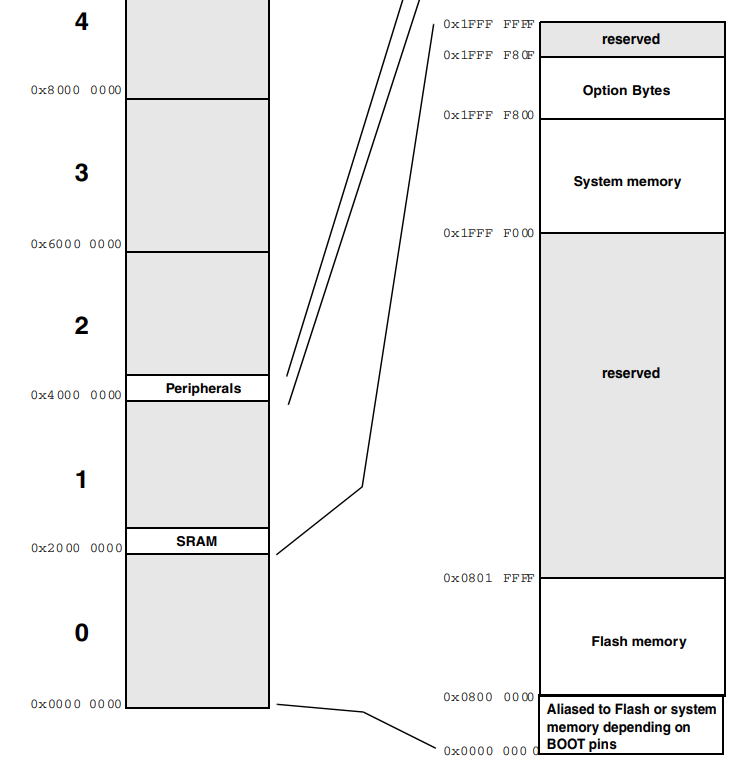 4
0x8000 0000
3
0x6000 0000
2
Peripherals
0x4000 0000
1
SRAM
0x2000 0000
0
0x0000 0000
0x1FFF FFFF
reserved
0x1FFF F80F
Option Bytes
0x1FFF F800
System memory
0x1FFF F000
reserved
0x0801 FFFF
Flash memory
0x0800 0000
Aliased to Flash or system
memory depending on
BOOT pins
0x0000 0000